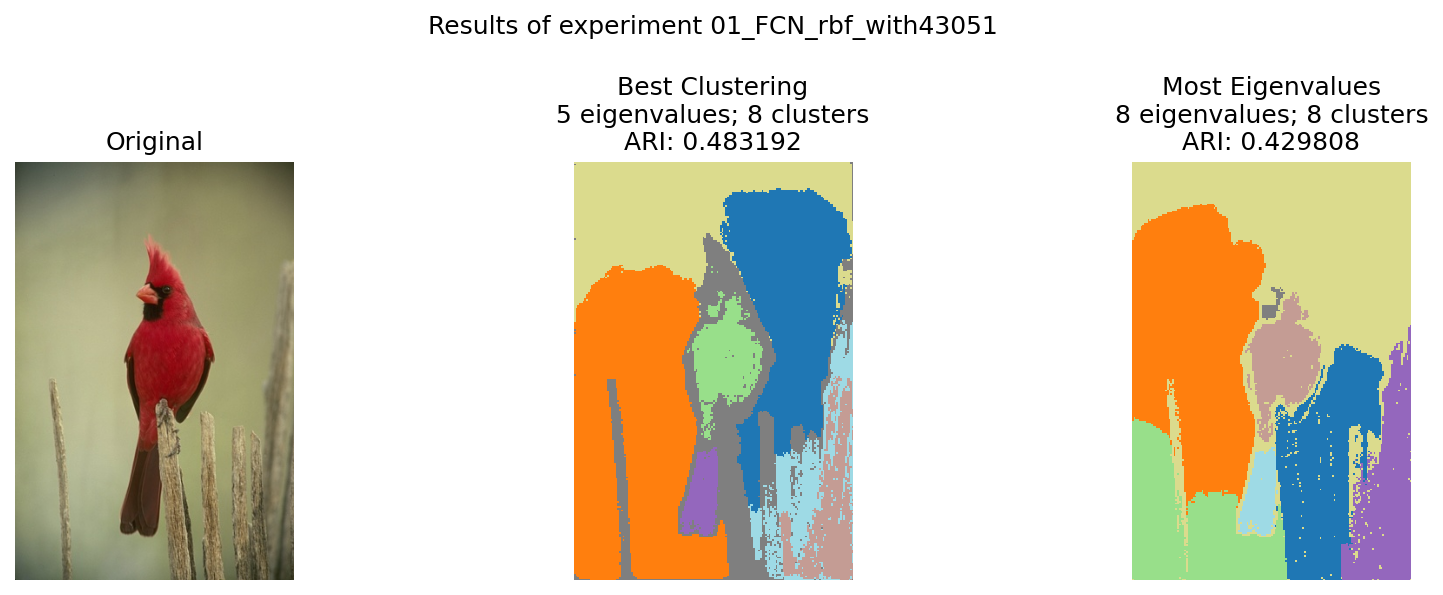 Results of experiment 01_FCN_rbf_with43051
Original
Best Clustering
5 eigenvalues; 8 clusters
ARI: 0.483192
Most Eigenvalues
8 eigenvalues; 8 clusters
ARI: 0.429808